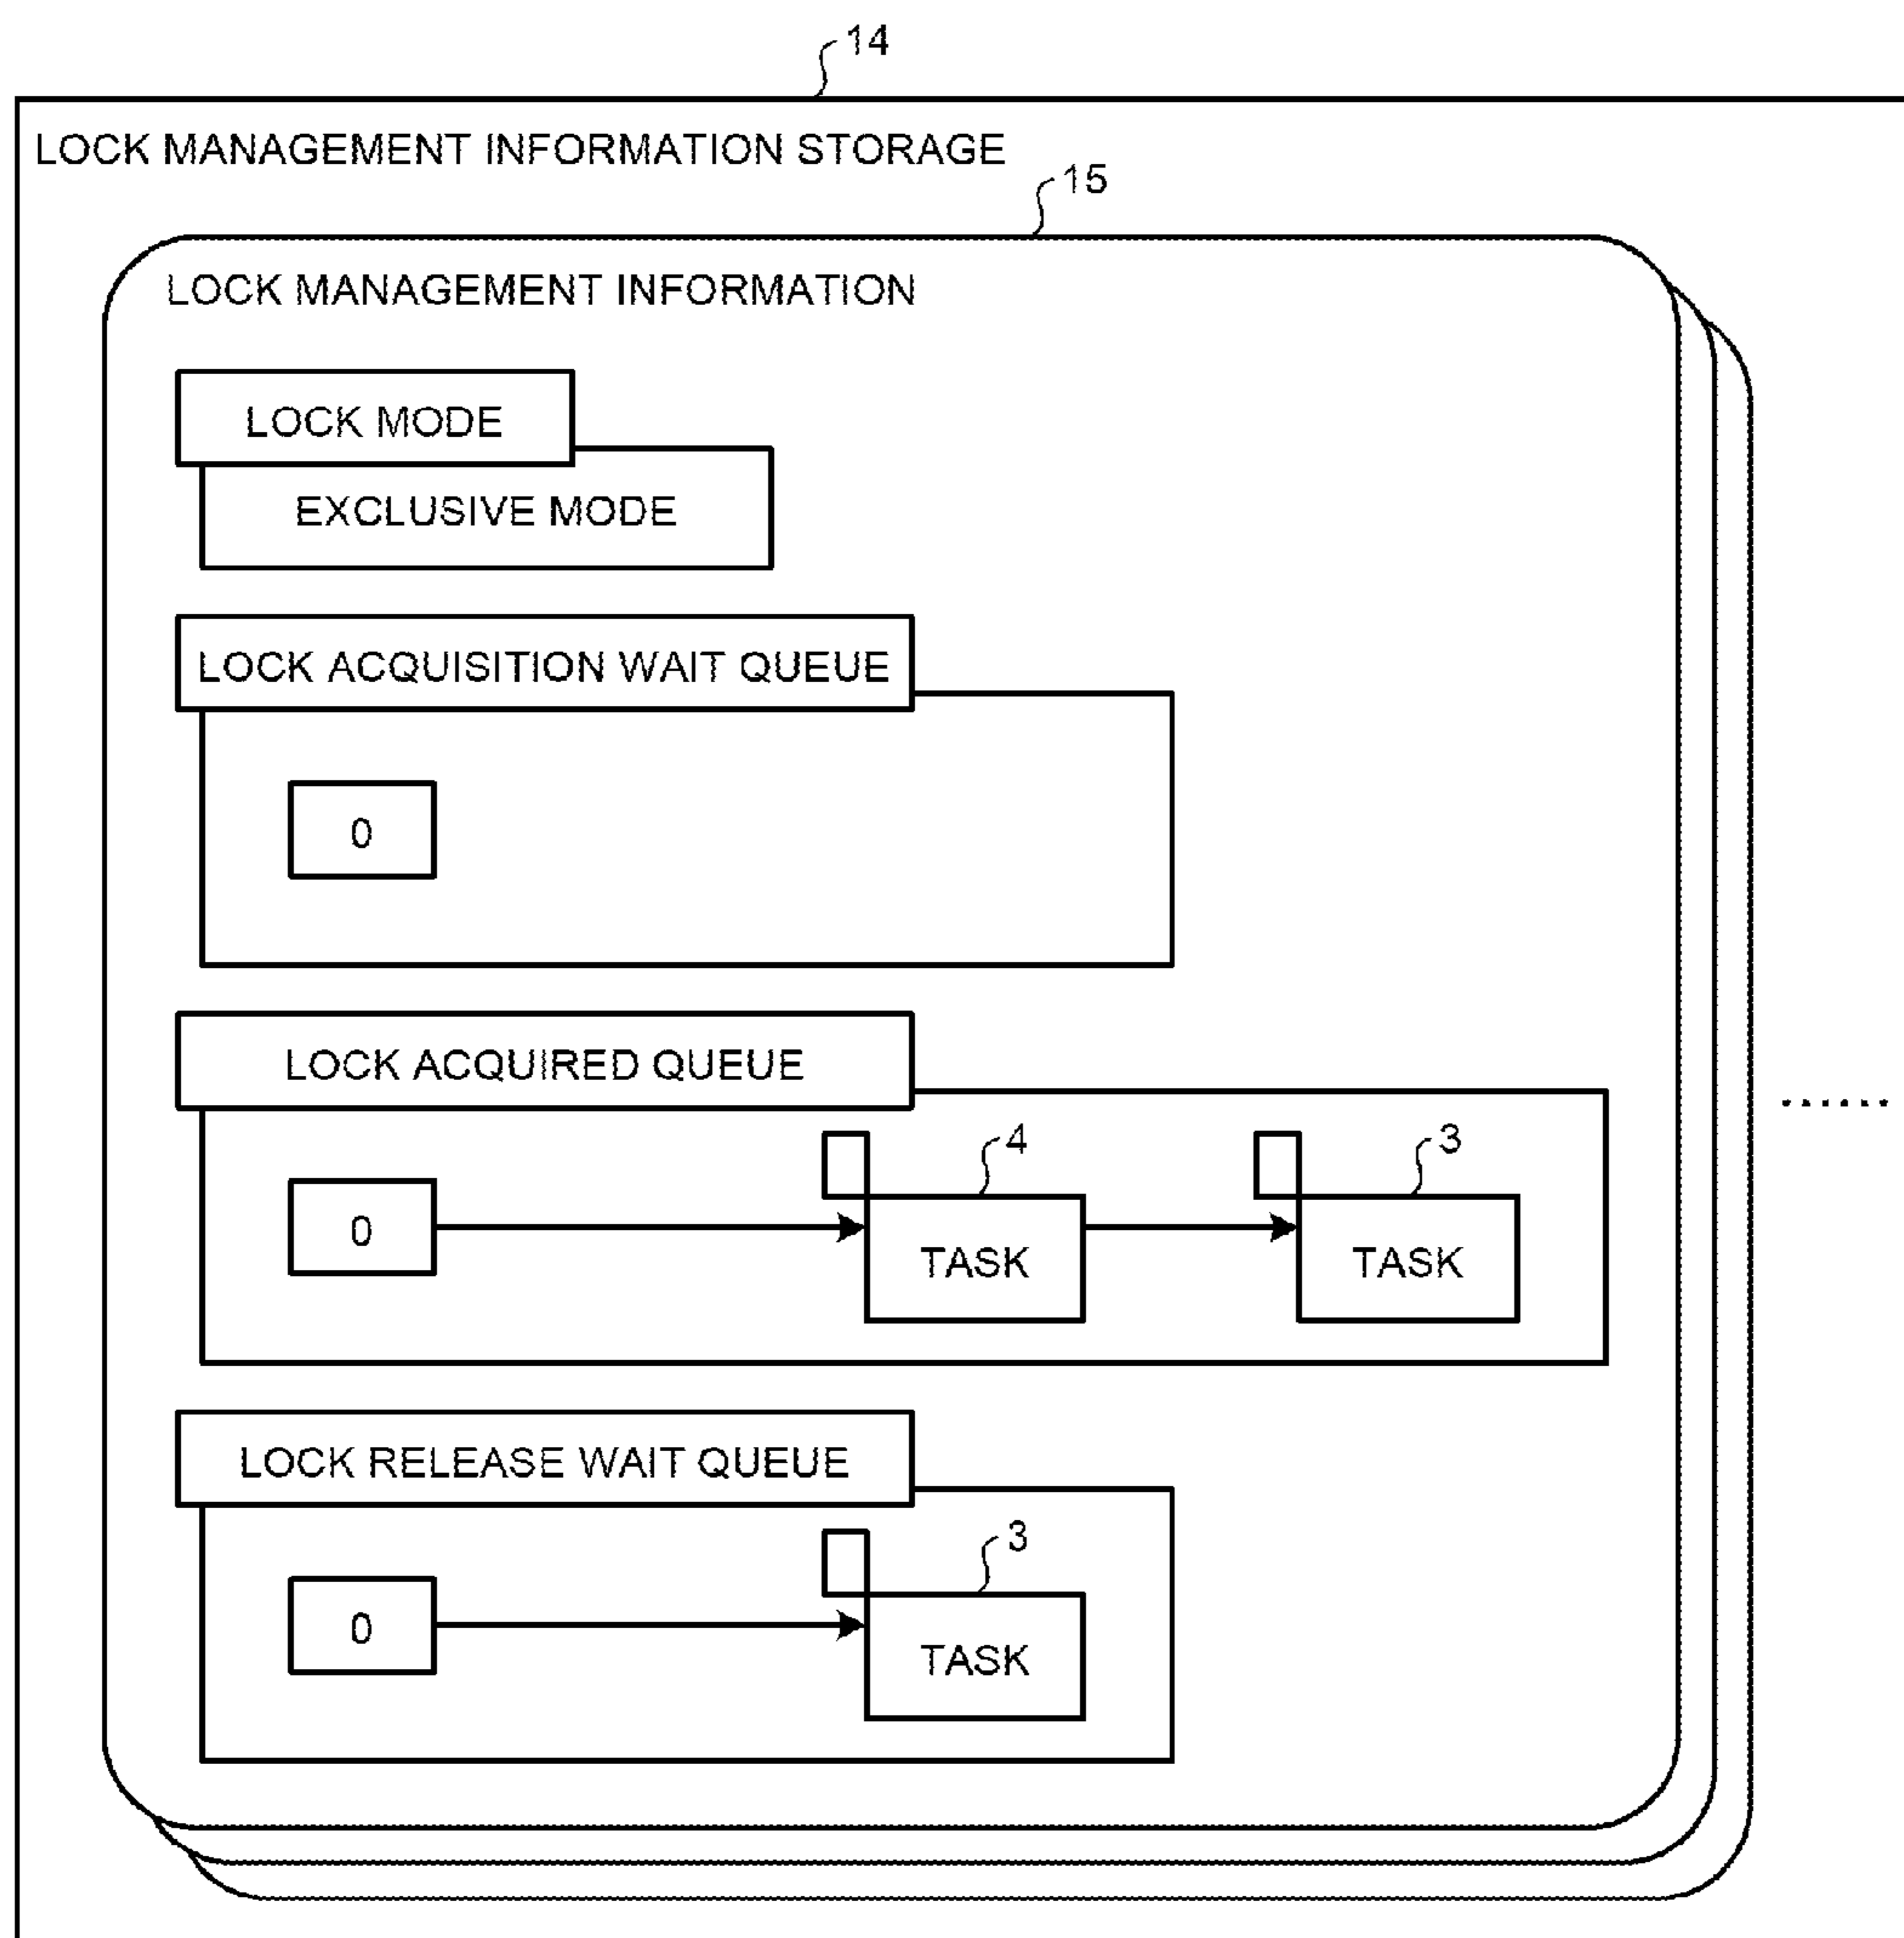 14
LOCK MANAGEMENT INFORMATION STORAGE
15
LOCK MANAGEMENT INFORMATION
LOCK MODE
EXCLUSIVE MODE
LOCK ACQUISITION WAIT QUEUE
0
LOCK ACQUIRED QUEUE
4
3
0
TASK
TASK
LOCK RELEASE WAIT QUEUE
3
0
TASK
......